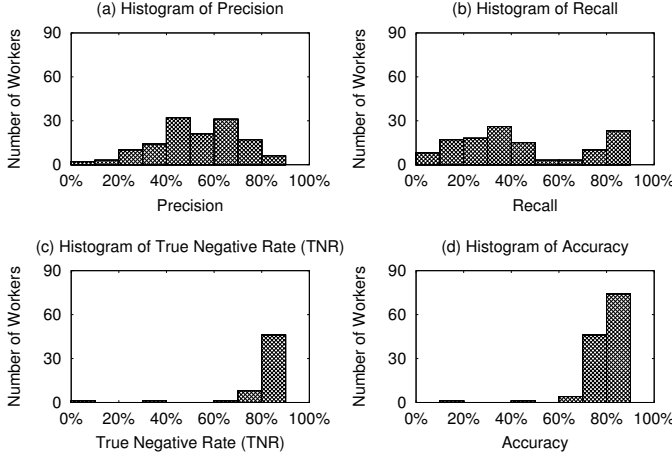 (a) Histogram of Precision
Number of Workers
90
60
30
0
0% 20% 40% 60% 80% 100%
Precision
(b) Histogram of Recall
Number of Workers
90
60
30
0
0% 20% 40% 60% 80% 100%
Recall
(c) Histogram of True Negative Rate (TNR)
Number of Workers
90
60
30
0
0% 20% 40% 60% 80% 100%
True Negative Rate (TNR)
(d) Histogram of Accuracy
Number of Workers
90
60
30
0
0% 20% 40% 60% 80% 100%
Accuracy